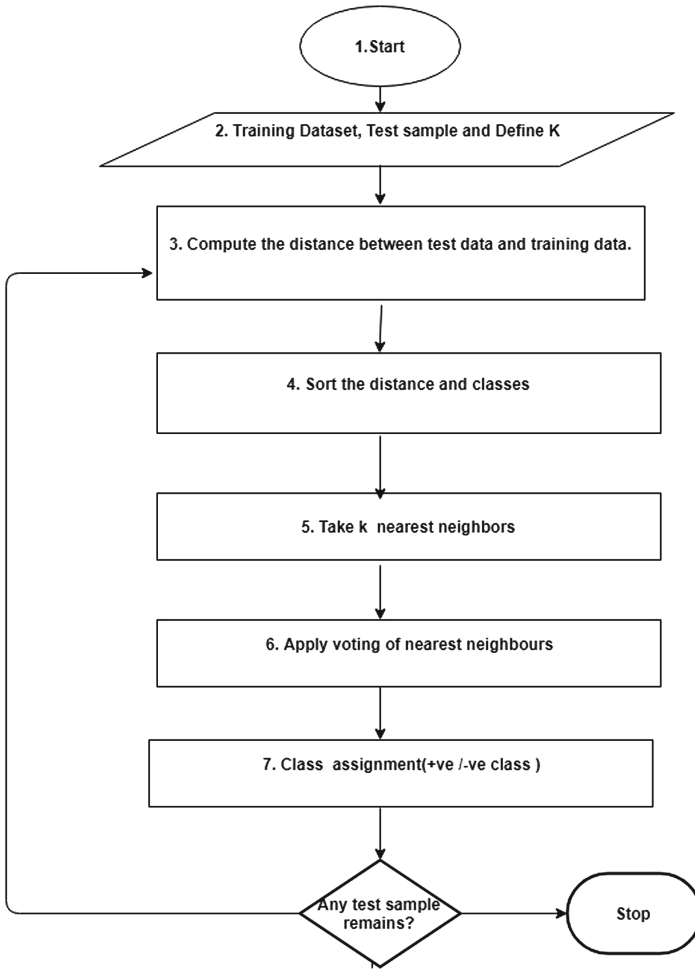 1.Start
2. Training Dataset, Test sample and Define K
3. Compute the distance between test data and training data.
4. Sort the distance and classes
5. Take k nearest neighbors
6. Apply voting of nearest neighbours
7. Class assignment(+ve /-ve class )
Any test sample
remains?
Stop